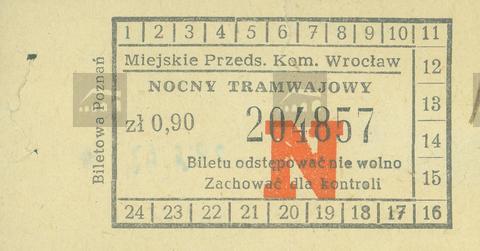 1 2 3 4 5 6 7 8 9 10 11
Miejskie Przeds. Kom. Wrocław
12
NOCNY TRAMWAJOWY
13
zł 0,90
204857
14
N
Biletu odstępować nie wolno
Zachować dla kontroli
15
24 23 22 21 20 19 18 17 16
Biletowa Poznań